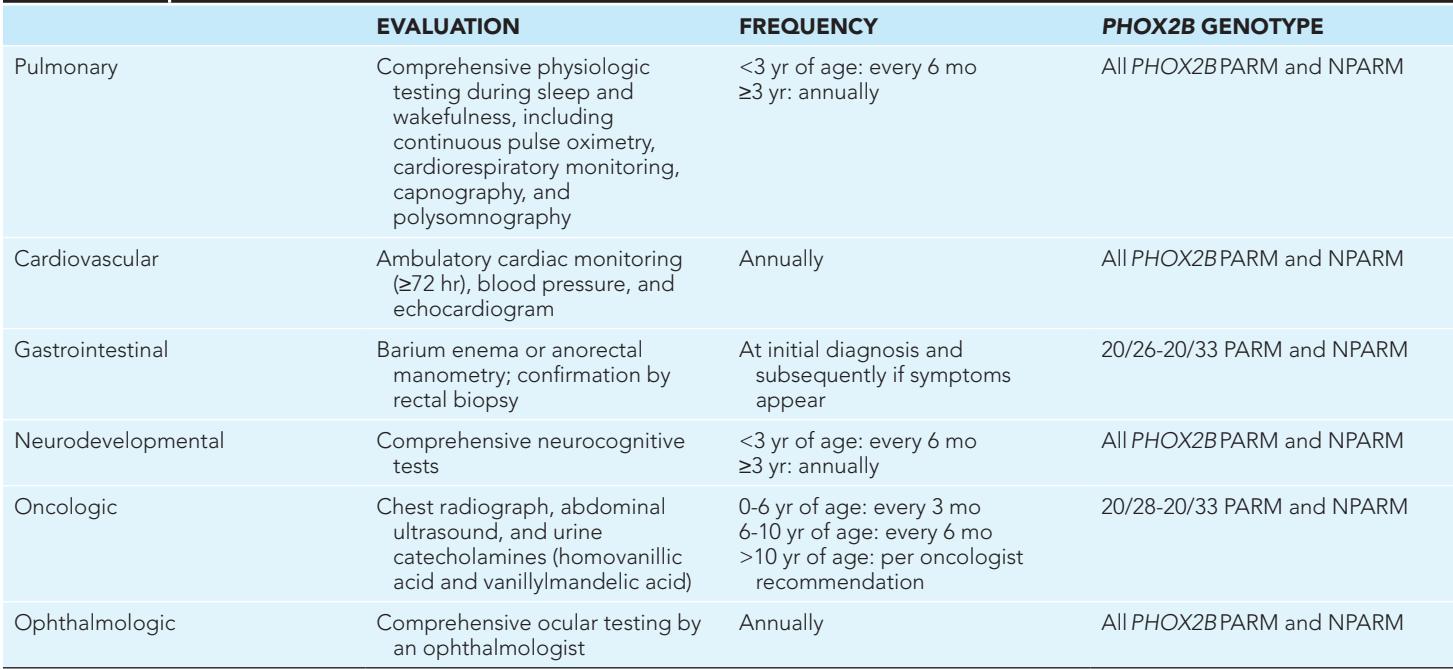 EVALUATION FREQUENCY PHOX2B GENOTYPE
Pulmonary
Comprehensive physiologic
testing during sleep and
wakefulness, including
continuous pulse oximetry,
cardiorespiratory monitoring,
capnography, and
polysomnography
<3 yr of age: every 6 mo
≥3 yr: annually
All PHOX2B PARM and NPARM
Cardiovascular
Ambulatory cardiac monitoring
(≥72 hr), blood pressure, and
echocardiogram
Annually
All PHOX2B PARM and NPARM
Gastrointestinal
Barium enema or anorectal
manometry; confirmation by
rectal biopsy
At initial diagnosis and
subsequently if symptoms
appear
20/26-20/33 PARM and NPARM
Neurodevelopmental
Comprehensive neurocognitive
tests
<3 yr of age: every 6 mo
≥3 yr: annually
All PHOX2B PARM and NPARM
Oncologic
Chest radiograph, abdominal
ultrasound, and urine
catecholamines (homovanillic
acid and vanillylmandelic acid)
0-6 yr of age: every 3 mo
6-10 yr of age: every 6 mo
>10 yr of age: per oncologist
recommendation
20/28-20/33 PARM and NPARM
Ophthalmologic
Comprehensive ocular testing by
an ophthalmologist
Annually
All PHOX2B PARM and NPARM